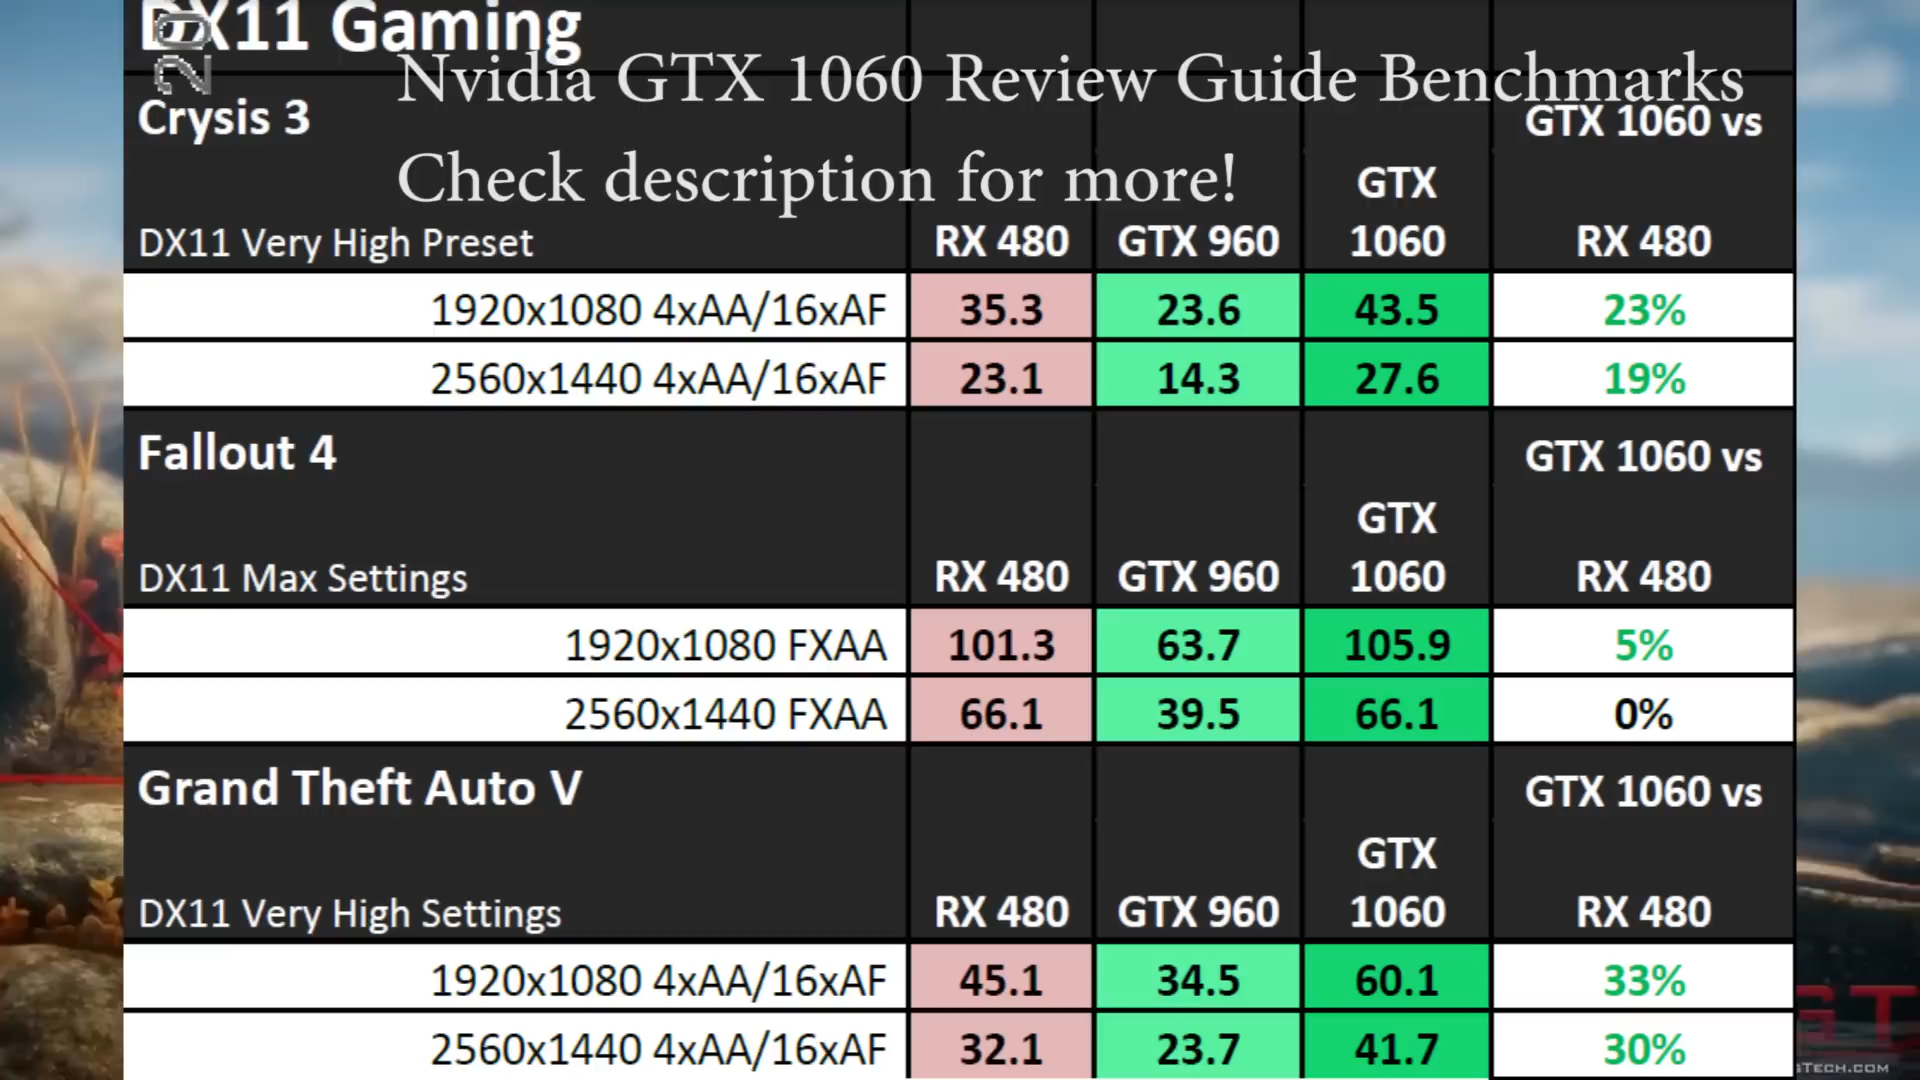 DX11 Gaming
20
Nvidia GTX 1060 Review Guide Benchmarks
Check description for more!
Crysis 3 GTX 1060 vs
GTX
DX11 Very High Preset RX 480 GTX 960 1060 RX 480
1920x1080 4xAA/16xAF 35.3 23.6 43.5 23%
2560x1440 4xAA/16xAF 23.1 14.3 27.6 19%
Fallout 4 GTX 1060 vs
GTX
DX11 Max Settings RX 480 GTX 960 1060 RX 480
1920x1080 FXAA 101.3 63.7 105.9 5%
2560x1440 FXAA 66.1 39.5 66.1 0%
Grand Theft Auto V GTX 1060 vs
GTX
DX11 Very High Settings RX 480 GTX 960 1060 RX 480
1920x1080 4xAA/16xAF 45.1 34.5 60.1 33%
2560x1440 4xAA/16xAF 32.1 23.7 41.7 30%
GT
STECH.COM